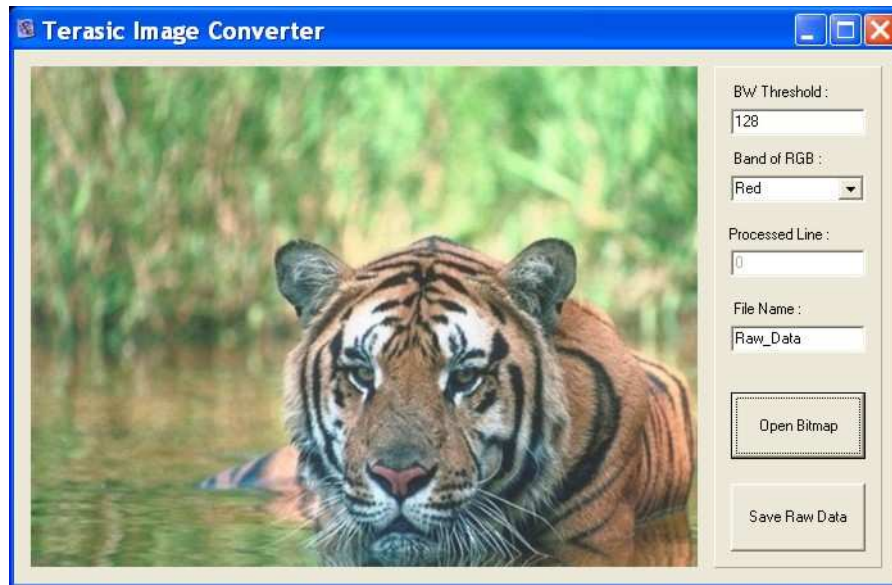 Terasic Image Converter
BW Threshold :
128
Band of RGB :
Red
Processed Line :
0
File Name :
Raw_Data
Open Bitmap
Save Raw Data